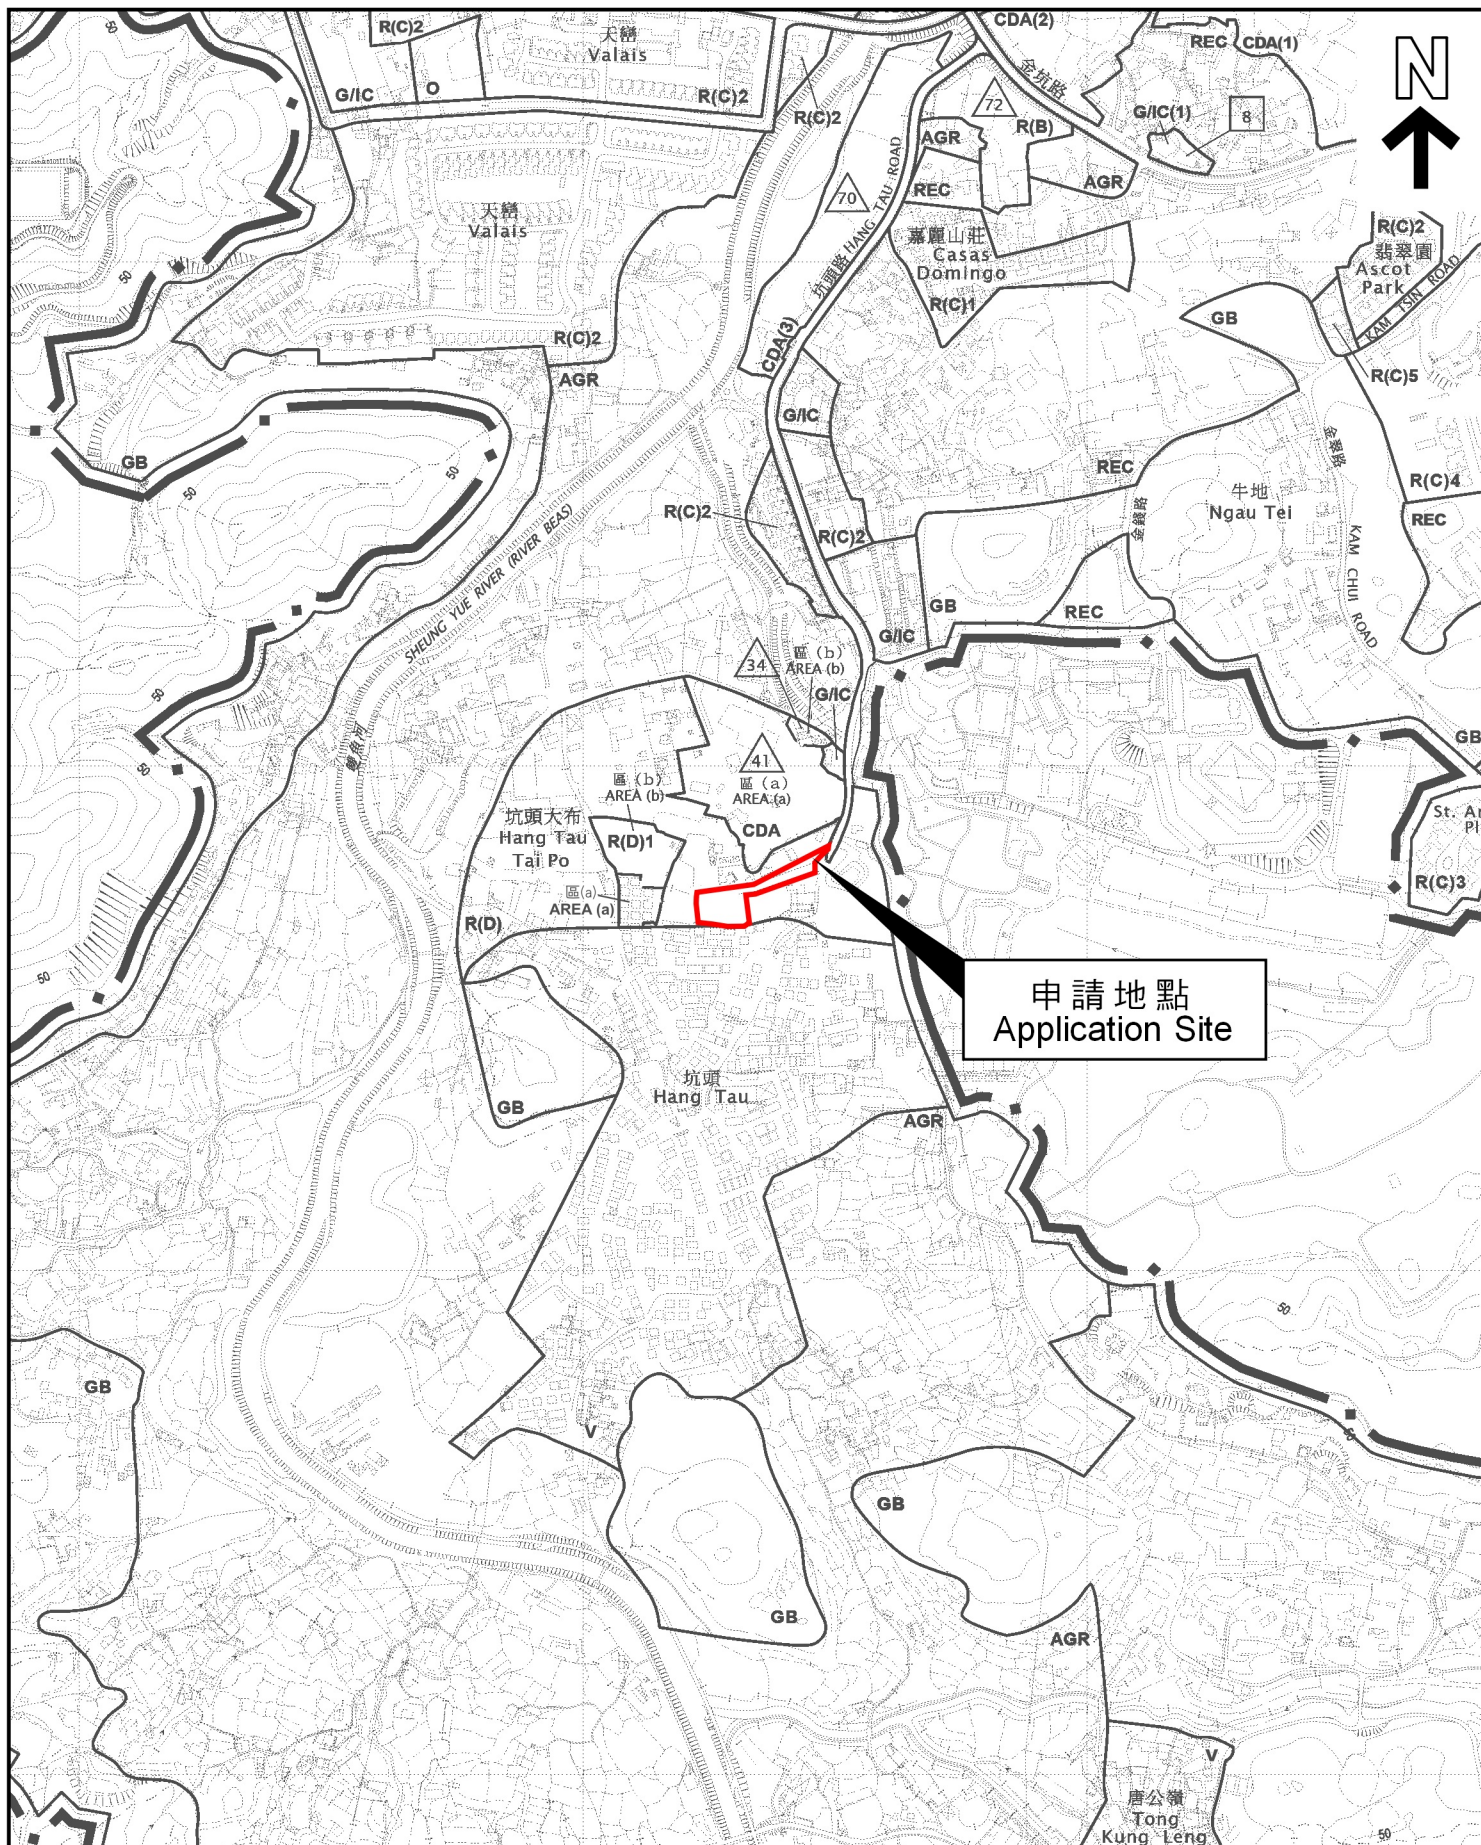 50
R(C)2
天巒
Valais
CDA(2)
REC
CDA(1)
N
G/IC
O
R(C)2
R(C)2
金坑路
72
R(B)
G/IC(1)
8
AGR
REC
AGR
70
坑頭路 HANG TAU ROAD
天巒
Valais
嘉麗山莊
Casas
Domingo
R(C)1
R(C)2
翡翠園
Ascot
Park
KAM TSIN ROAD
50
50
GB
R(C)2
CDA(3)
R(C)5
AGR
G/IC
GB
50
50
REC
金翠路
R(C)4
牛地
Ngau Tei
金錢路
REC
R(C)2
R(C)2
KAM CHUI ROAD
SHEUNG YUE RIVER (RIVER BEAS)
雙魚河
GB
REC
G/IC
34
區 (b)
AREA (b)
G/IC
50
50
GB
41
區 (a)
AREA (a)
CDA
區 (b)
AREA (b)
坑頭大布
Hang Tau
Tai Po
R(D)1
區(a)
AREA (a)
R(D)
R(C)3
50
申請地點
Application Site
坑頭
Hang Tau
GB
AGR
50
GB
V
50
GB
GB
AGR
V
唐公嶺
Tong
Kung Leng
50